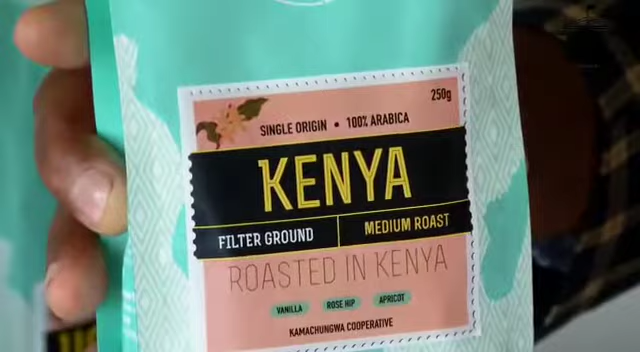 250g
SINGLE ORIGIN • 100% ARABICA
KENYA
FILTER GROUND
MEDIUM ROAST
ROASTED IN KENYA
VANILLA
ROSE HIP
APRICOT
KAMACHUNGWA COOPERATIVE